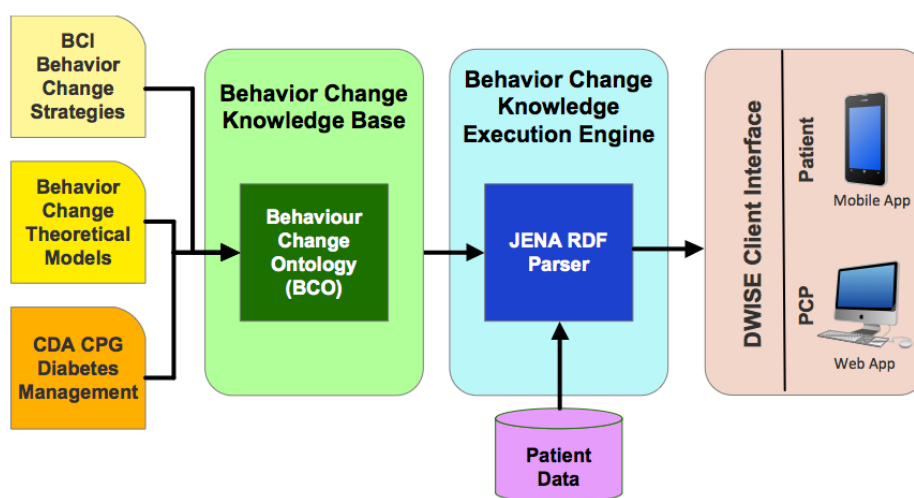 BCI
Behavior
Change
Strategies
Behavior
Change
Theoretical
Models
CDA CPG
Diabetes
Management
Behavior Change
Knowledge Base
Behaviour
Change
Ontology
(BCO)
Behavior Change
Knowledge
Execution Engine
JENA RDF
Parser
Patient
Data
DWISE Client Interface
Patient
Mobile App
PCP
Web App